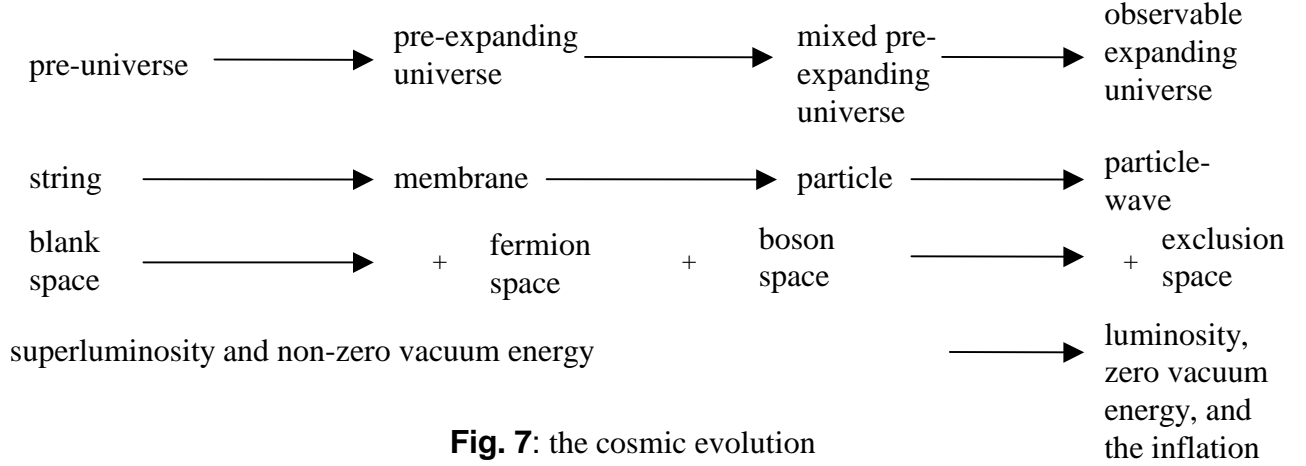 pre-universe
pre-expanding
universe
mixed pre-
expanding
universe
observable
expanding
universe
string
membrane
particle
particle-
wave
blank
space
+ fermion
space
+ boson
space
+ exclusion
space
superluminosity and non-zero vacuum energy
luminosity,
zero vacuum
energy, and
the inflation
Fig. 7: the cosmic evolution